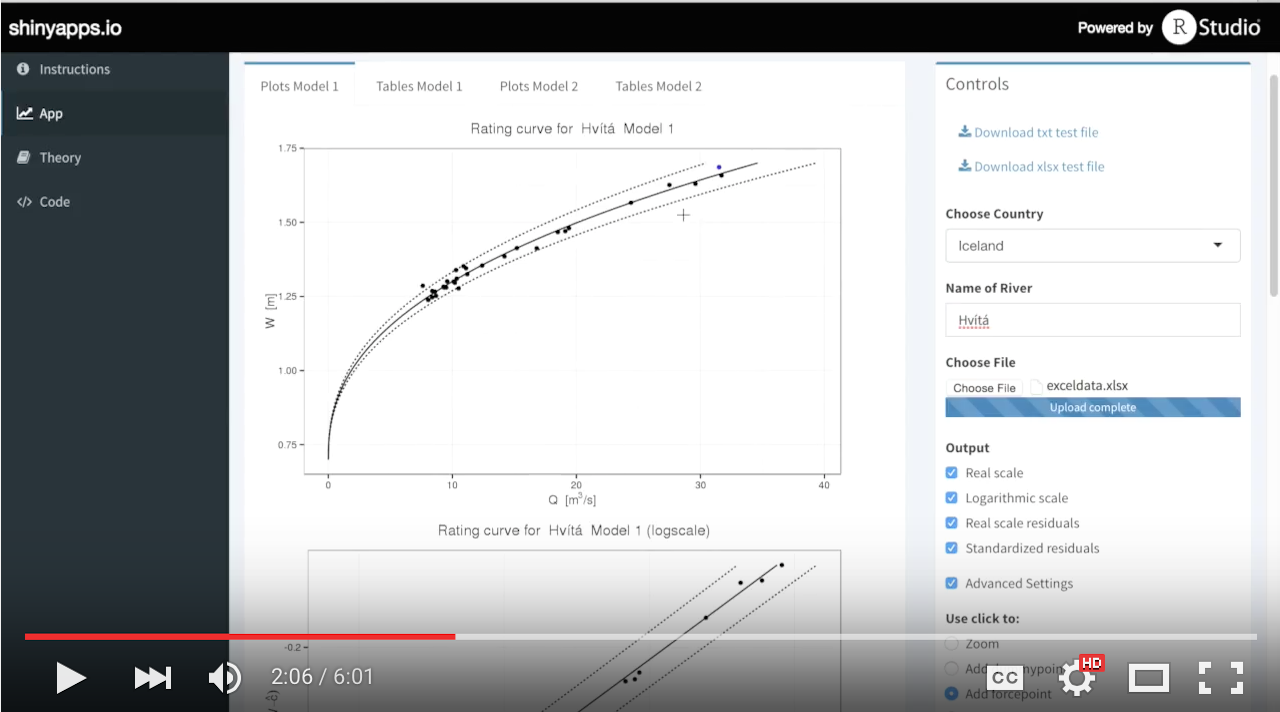 shinyapps.io
Powered by R Studio
Instructions
App
Theory
Code
Plots Model 1
Tables Model 1
Plots Model 2
Tables Model 2
Rating curve for Hvítá Model 1
1.75
1.50
1.25
1.00
0.75
W [m]
0
10
20
30
40
Q [m³/s]
Rating curve for Hvítá Model 1 (logscale)
-0.2
Controls
Download txt test file
Download xlsx test file
Choose Country
Iceland
Name of River
Hvítá
Choose File
Choose File exceldata.xlsx
Upload complete
Output
Real scale
Logarithmic scale
Real scale residuals
Standardized residuals
Advanced Settings
Use click to:
Zoom
Add
Add forcepoint
2:06 / 6:01
CC
HD